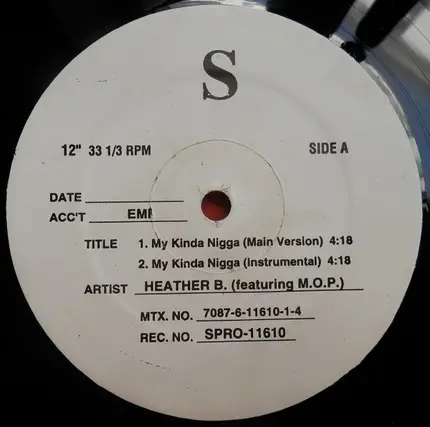 S
12" 33 1/3 RPM SIDE A
DATE
ACC'T EMI
TITLE 1. My Kinda Nigga (Main Version) 4:18
2. My Kinda Nigga (Instrumental) 4:18
ARTIST HEATHER B. (featuring M.O.P.)
MTX. NO. 7087-6-11610-1-4
REC. NO. SPRO-11610